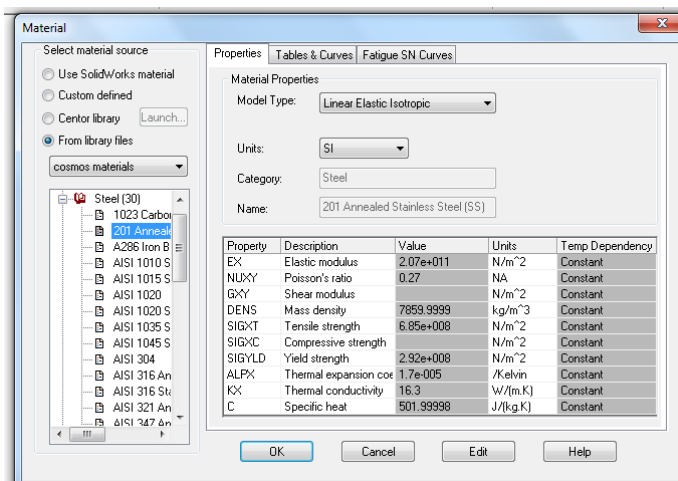 Material
Select material source
Use SolidWorks material
Custom defined
Centor library Launch...
From library files
cosmos materials
Steel (30)
1023 Carbor
201 Anneale
A286 Iron B
AISI 1010 S
AISI 1015 S
AISI 1020
AISI 1020 S
AISI 1035 S
AISI 1045 S
AISI 304
AISI 316 An
AISI 316 Sta
AISI 321 An
AISI 347 An
Properties Tables & Curves Fatigue SN Curves
Material Properties
Model Type: Linear Elastic Isotropic
Units: SI
Category: Steel
Name: 201 Annealed Stainless Steel (SS)
Property Description Value Units Temp Dependency
EX Elastic modulus 2.07e+011 N/m^2 Constant
NUXY Poisson's ratio 0.27 NA Constant
GXY Shear modulus N/m^2 Constant
DENS Mass density 7859.9999 kg/m^3 Constant
SIGXT Tensile strength 6.85e+008 N/m^2 Constant
SIGXC Compressive strength N/m^2 Constant
SIGYLD Yield strength 2.92e+008 N/m^2 Constant
ALPX Thermal expansion coe 1.7e-005 /Kelvin Constant
KX Thermal conductivity 16.3 W/(m.K) Constant
C Specific heat 501.99998 J/(kg.K) Constant
OK Cancel Edit Help